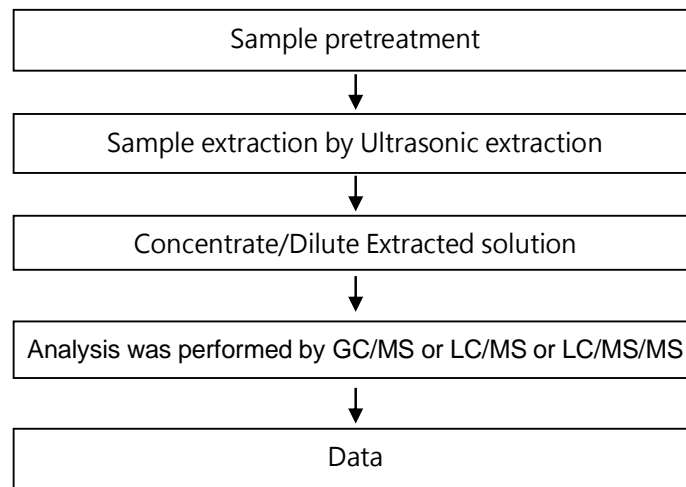 Sample pretreatment
Sample extraction by Ultrasonic extraction
Concentrate/Dilute Extracted solution
Analysis was performed by GC/MS or LC/MS or LC/MS/MS
Data